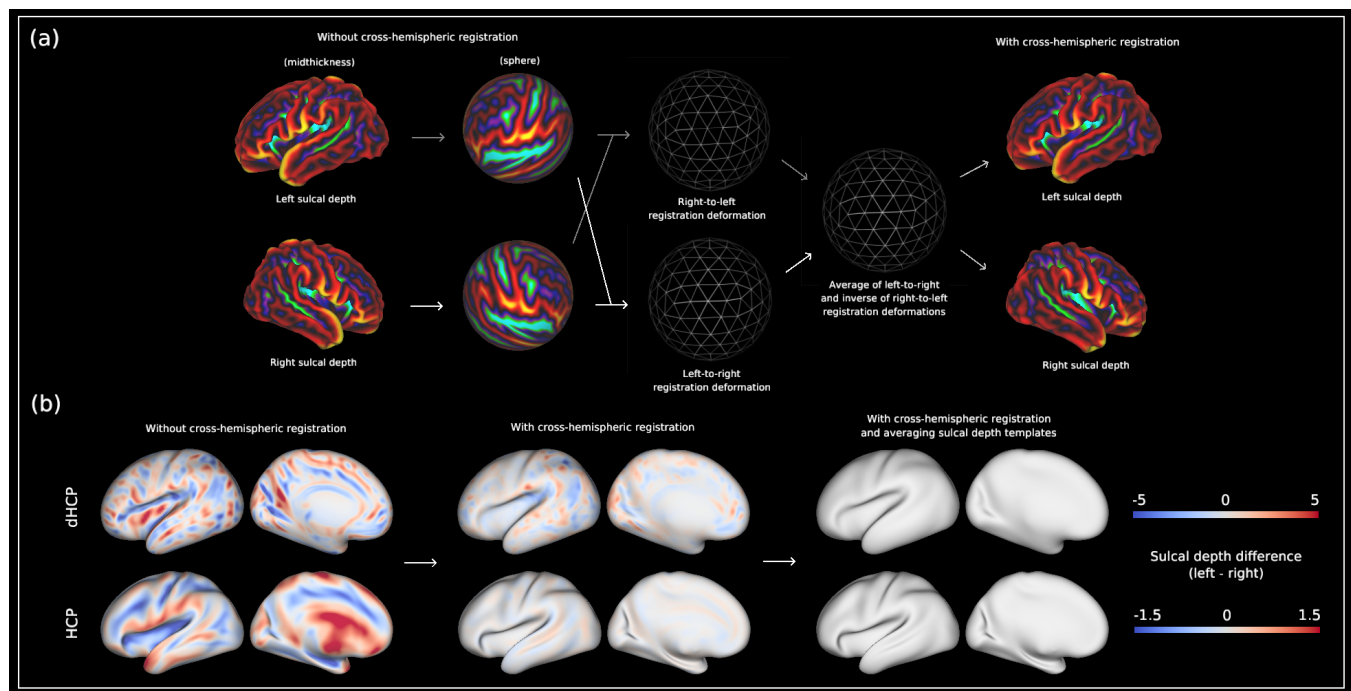 (a)
Without cross-hemispheric registration
With cross-hemispheric registration
(midthickness)
(sphere)
Left sulcal depth
Right-to-left
registration deformation
Left sulcal depth
Average of left-to-right
and inverse of right-to-left
registration deformations
Right sulcal depth
Left-to-right
registration deformation
Right sulcal depth
(b)
Without cross-hemispheric registration
With cross-hemispheric registration
With cross-hemispheric registration
and averaging sulcal depth templates
dHCP
-5 0 5
Sulcal depth difference
(left - right)
HCP
-1.5 0 1.5